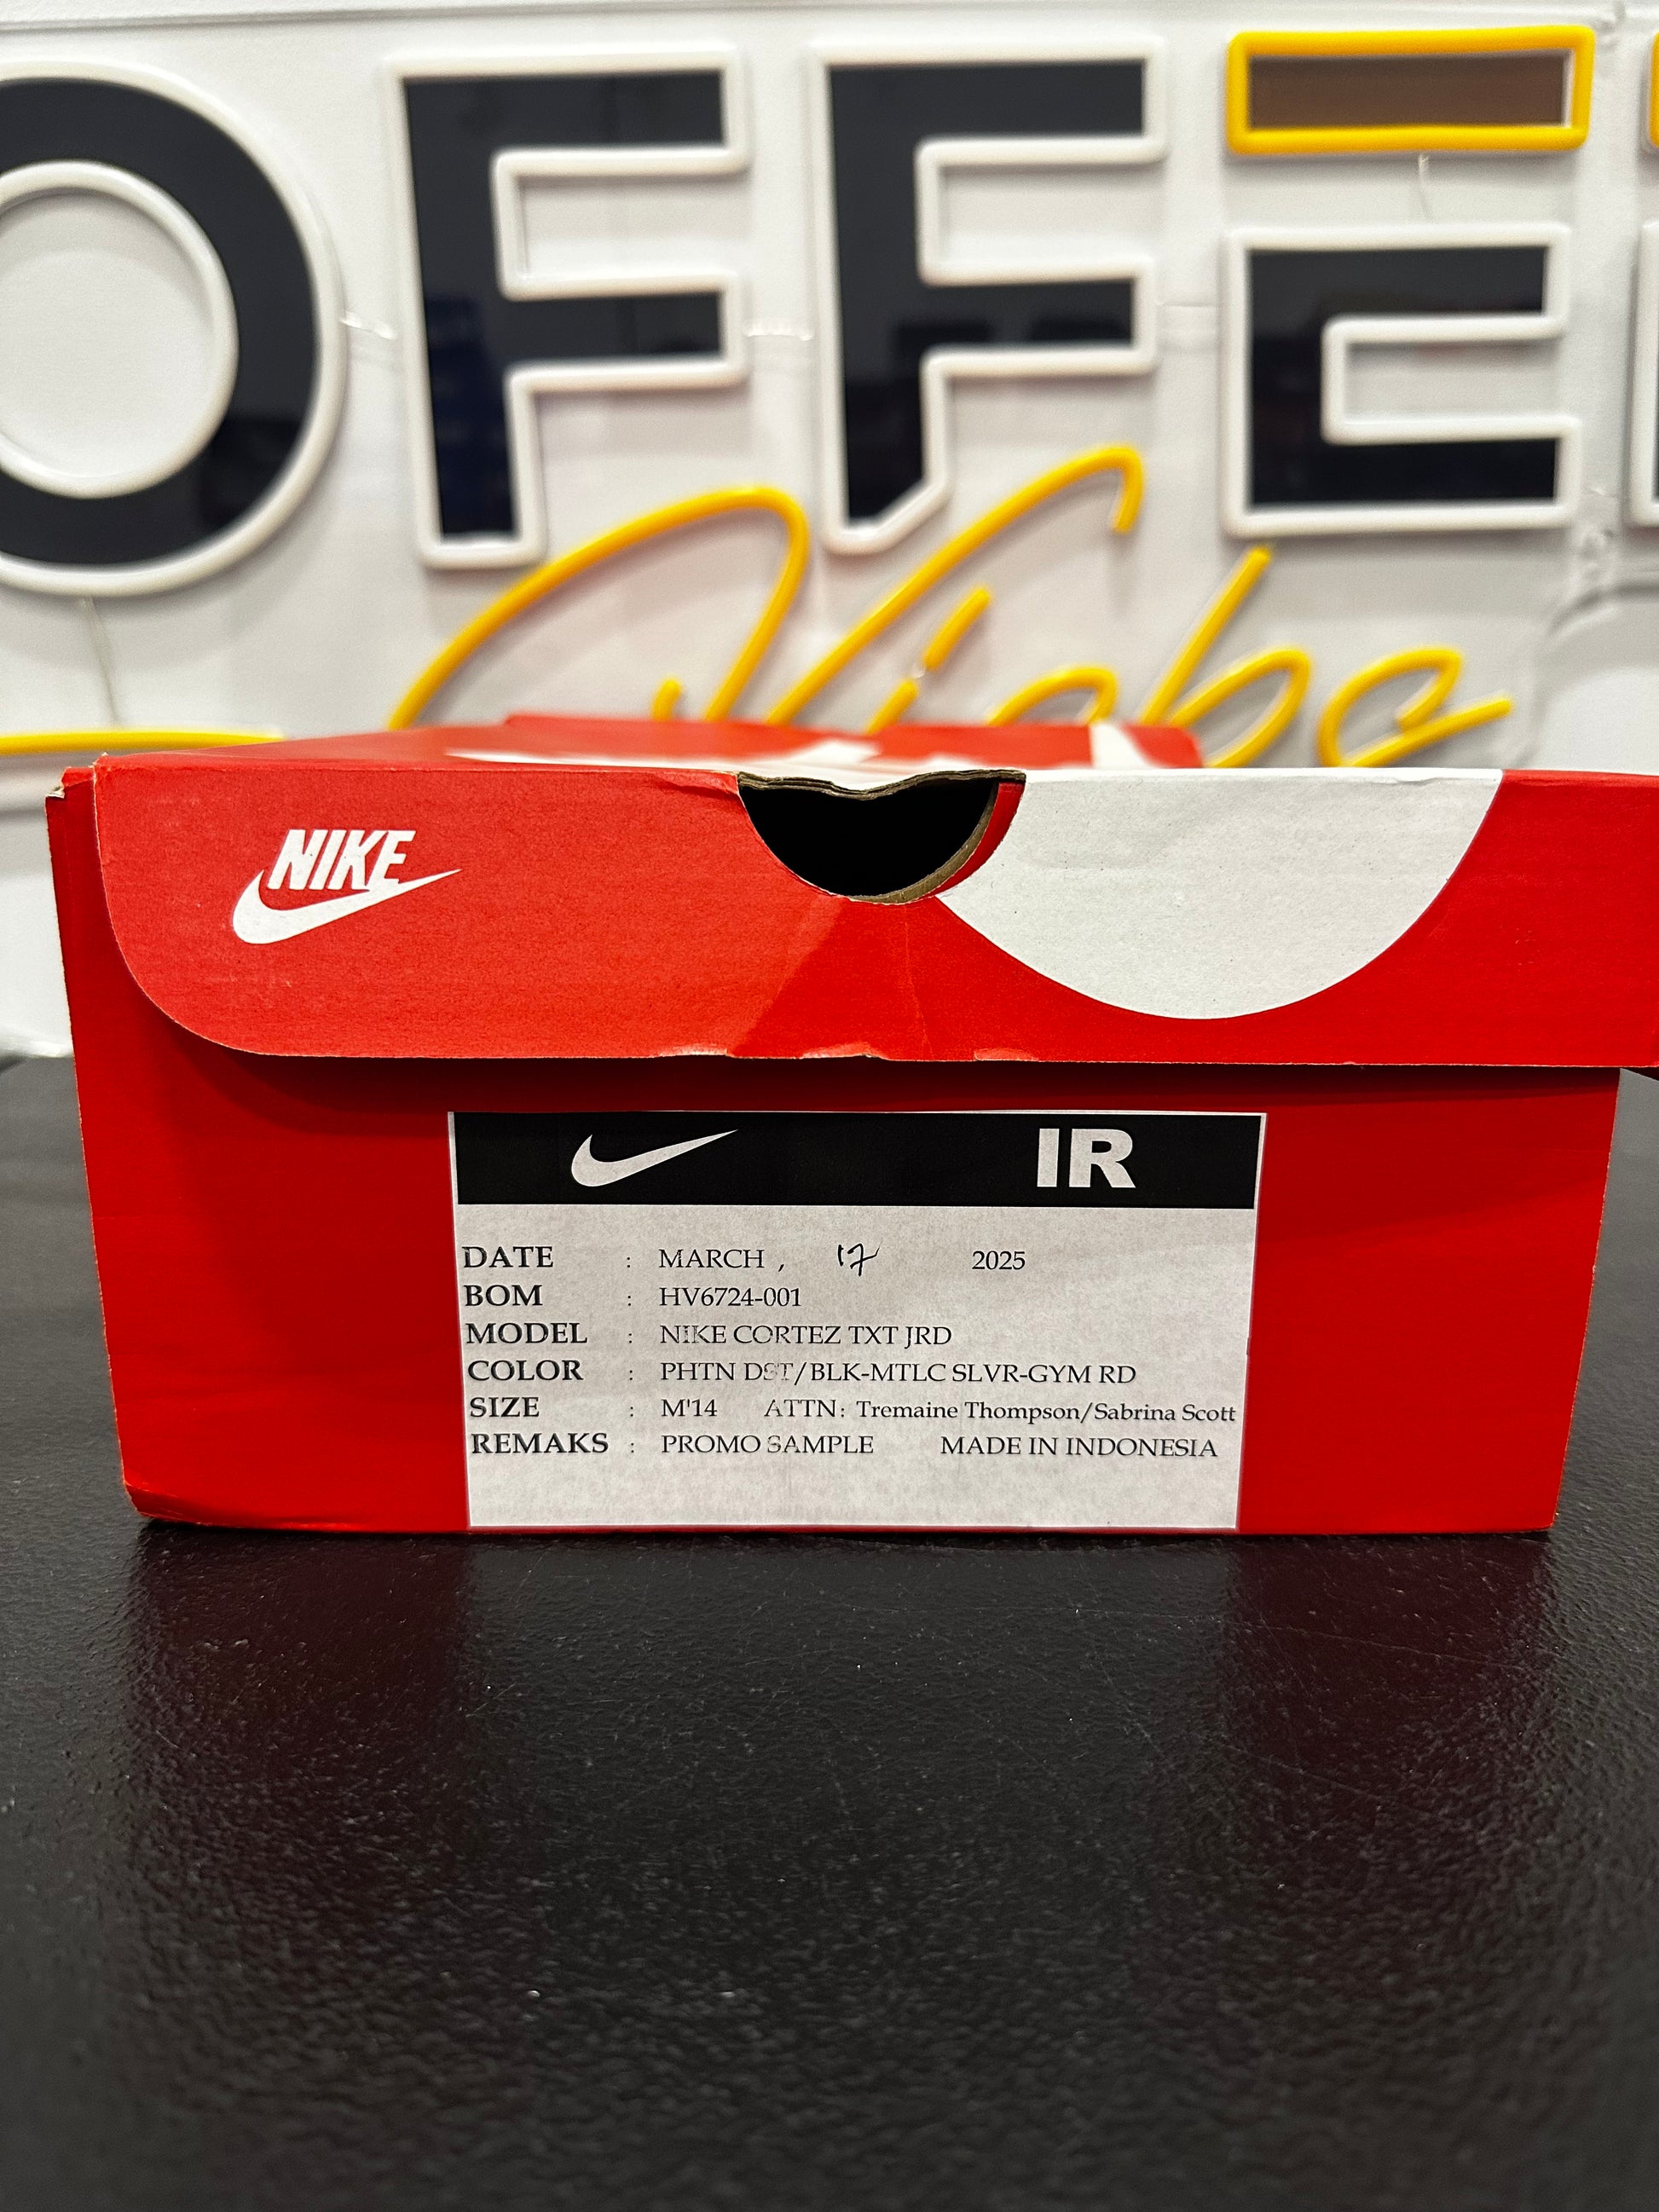 OFFE
Vibe
NIKE
IR
DATE : MARCH , 17 2025
BOM : HV6724-001
MODEL : NIKE CORTEZ TXT JRD
COLOR : PHTN DST/BLK-MTLC SLVR-GYM RD
SIZE : M'14 ATTN: Tremaine Thompson/Sabrina Scott
REMAKS : PROMO SAMPLE MADE IN INDONESIA